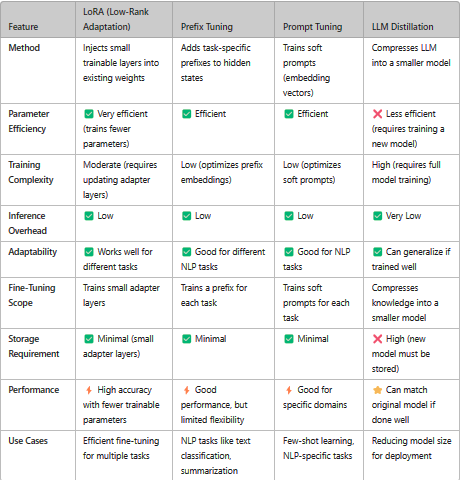 Feature LoRA (Low-Rank Adaptation) Prefix Tuning Prompt Tuning LLM Distillation
Method Injects small trainable layers into existing weights Adds task-specific prefixes to hidden states Trains soft prompts (embedding vectors) Compresses LLM into a smaller model
Parameter Efficiency ✅ Very efficient (trains fewer parameters) ✅ Efficient ✅ Efficient ❌ Less efficient (requires training a new model)
Training Complexity Moderate (requires updating adapter layers) Low (optimizes prefix embeddings) Low (optimizes soft prompts) High (requires full model training)
Inference Overhead ✅ Low ✅ Low ✅ Low ✅ Very Low
Adaptability ✅ Works well for different tasks ✅ Good for different NLP tasks ✅ Good for NLP tasks ✅ Can generalize if trained well
Fine-Tuning Scope Trains small adapter layers Trains a prefix for each task Trains soft prompts for each task Compresses knowledge into a smaller model
Storage Requirement ✅ Minimal (small adapter layers) ✅ Minimal ✅ Minimal ❌ High (new model must be stored)
Performance ⚡ High accuracy with fewer trainable parameters ⚡ Good performance, but limited flexibility ⚡ Good for specific domains ⭐ Can match original model if done well
Use Cases Efficient fine-tuning for multiple tasks NLP tasks like text classification, summarization Few-shot learning, NLP-specific tasks Reducing model size for deployment